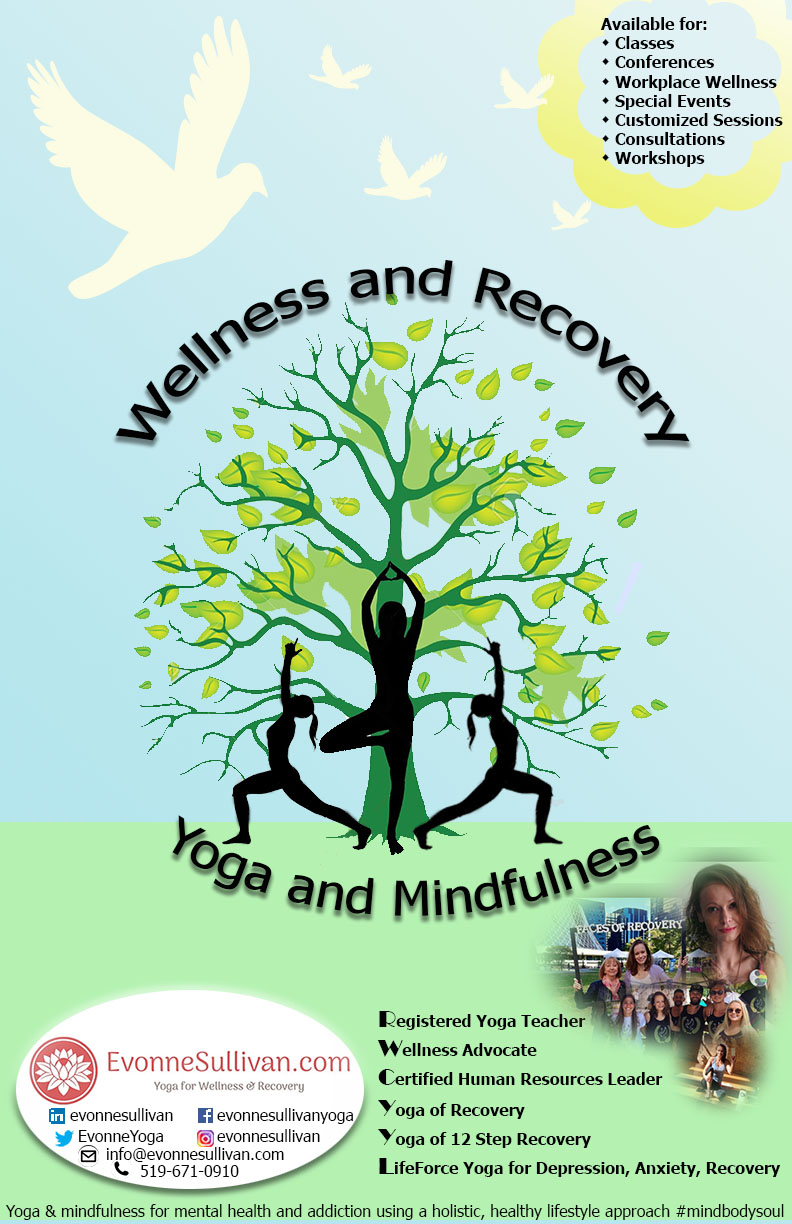 Available for:
• Classes
• Conferences
• Workplace Wellness
• Special Events
• Customized Sessions
• Consultations
• Workshops
Wellness and Recovery
Yoga and Mindfulness
FACES OF RECOVERY
EvonneSullivan.com
Yoga for Wellness & Recovery
in evonnesullivan
f evonnesullivanyoga
EvonneYoga
evonnesullivan
info@evonnesullivan.com
519-671-0910
Registered Yoga Teacher
Wellness Advocate
Certified Human Resources Leader
Yoga of Recovery
Yoga of 12 Step Recovery
LifeForce Yoga for Depression, Anxiety, Recovery
Yoga & mindfulness for mental health and addiction using a holistic, healthy lifestyle approach #mindbodysoul